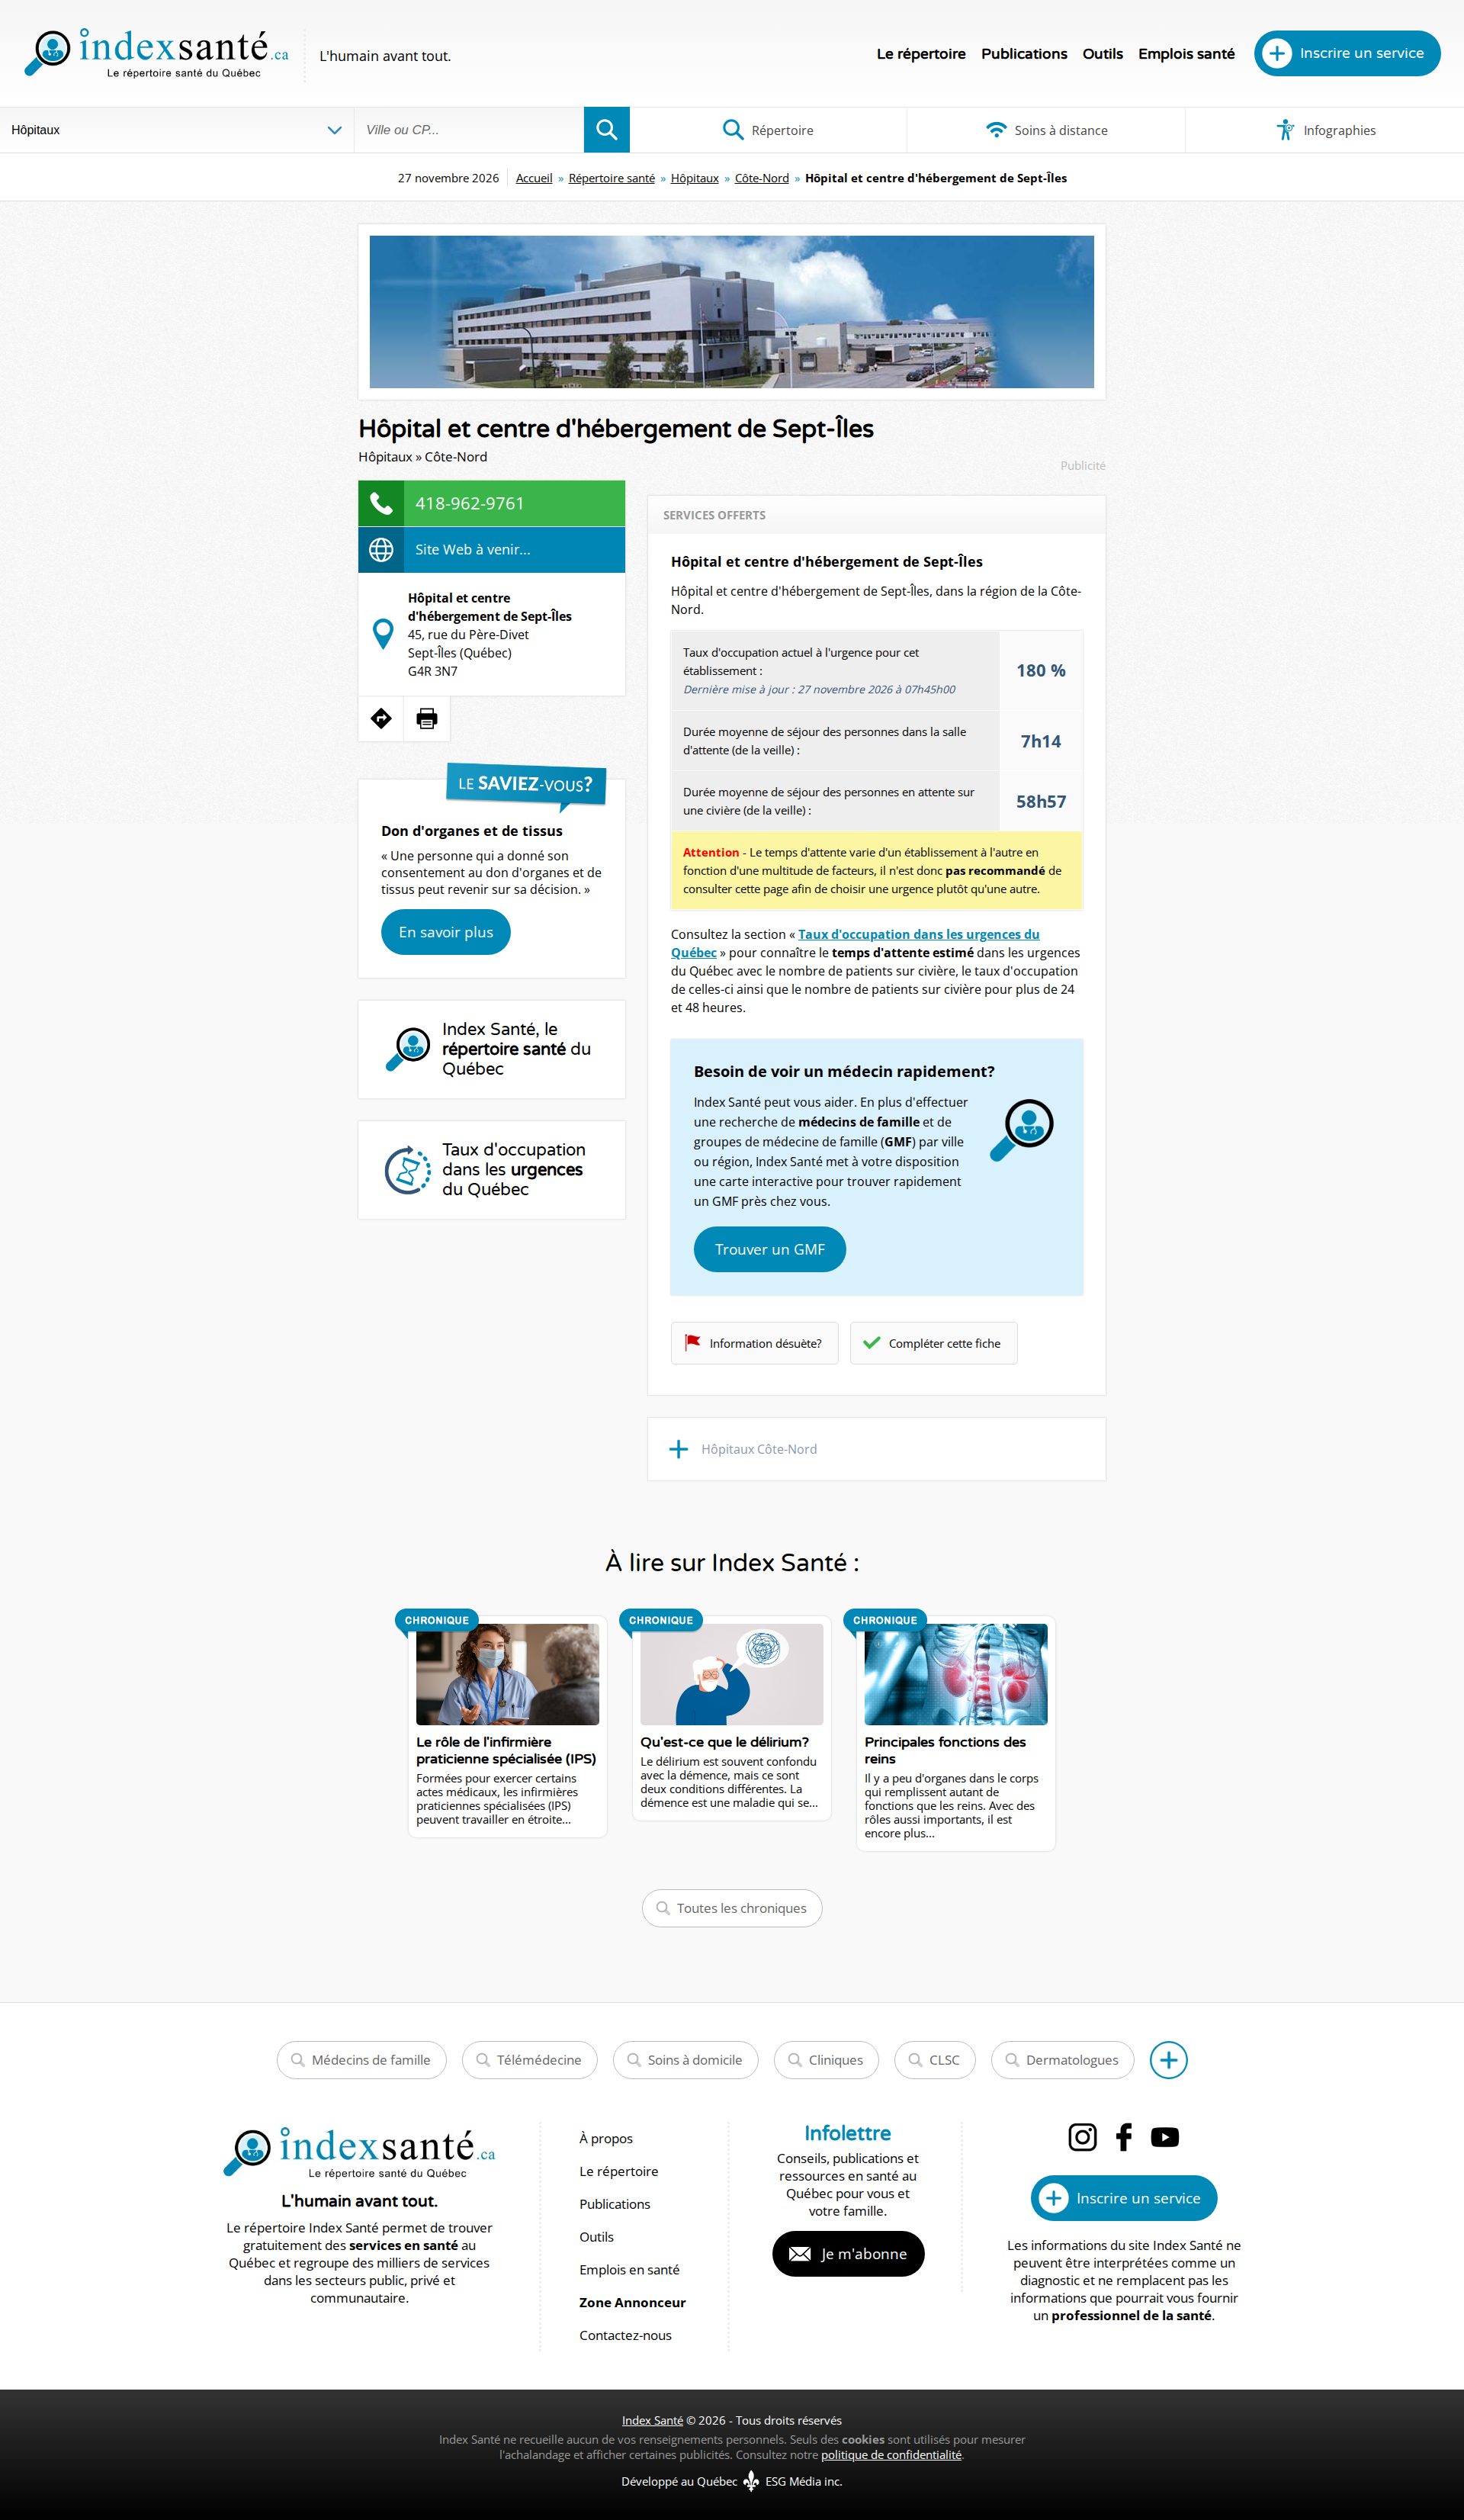 indexsanté.ca
Le répertoire santé du Québec
L'humain avant tout.
Le répertoire
Publications
Outils
Emplois santé
Inscrire un service
Hôpitaux
Ville ou CP...
Répertoire
Soins à distance
Infographies
27 novembre 2026
Accueil » Répertoire santé » Hôpitaux » Côte-Nord » Hôpital et centre d'hébergement de Sept-Îles
Hôpital et centre d'hébergement de Sept-Îles
Hôpitaux » Côte-Nord
Publicité
418-962-9761
Site Web à venir...
Hôpital et centre
d'hébergement de Sept-Îles
45, rue du Père-Divet
Sept-Îles (Québec)
G4R 3N7
LE SAVIEZ-VOUS?
Don d'organes et de tissus
« Une personne qui a donné son
consentement au don d'organes et de
tissus peut revenir sur sa décision. »
En savoir plus
Index Santé, le
répertoire santé du
Québec
Taux d'occupation
dans les urgences
du Québec
SERVICES OFFERTS
Hôpital et centre d'hébergement de Sept-Îles
Hôpital et centre d'hébergement de Sept-Îles, dans la région de la Côte-
Nord.
Taux d'occupation actuel à l'urgence pour cet
établissement :
Dernière mise à jour : 27 novembre 2026 à 07h45h00
180 %
Durée moyenne de séjour des personnes dans la salle
d'attente (de la veille) :
7h14
Durée moyenne de séjour des personnes en attente sur
une civière (de la veille) :
58h57
Attention - Le temps d'attente varie d'un établissement à l'autre en
fonction d'une multitude de facteurs, il n'est donc pas recommandé de
consulter cette page afin de choisir une urgence plutôt qu'une autre.
Consultez la section « Taux d'occupation dans les urgences du
Québec » pour connaître le temps d'attente estimé dans les urgences
du Québec avec le nombre de patients sur civière, le taux d'occupation
de celles-ci ainsi que le nombre de patients sur civière pour plus de 24
et 48 heures.
Besoin de voir un médecin rapidement?
Index Santé peut vous aider. En plus d'effectuer
une recherche de médecins de famille et de
groupes de médecine de famille (GMF) par ville
ou région, Index Santé met à votre disposition
une carte interactive pour trouver rapidement
un GMF près chez vous.
Trouver un GMF
Information désuète?
Compléter cette fiche
Hôpitaux Côte-Nord
À lire sur Index Santé :
CHRONIQUE
Le rôle de l'infirmière
praticienne spécialisée (IPS)
Formées pour exercer certains
actes médicaux, les infirmières
praticiennes spécialisées (IPS)
peuvent travailler en étroite...
CHRONIQUE
Qu'est-ce que le délirium?
Le délirium est souvent confondu
avec la démence, mais ce sont
deux conditions différentes. La
démence est une maladie qui se...
CHRONIQUE
Principales fonctions des
reins
Il y a peu d'organes dans le corps
qui remplissent autant de
fonctions que les reins. Avec des
rôles aussi importants, il est
encore plus...
Toutes les chroniques
Médecins de famille
Télémédecine
Soins à domicile
Cliniques
CLSC
Dermatologues
indexsanté.ca
Le répertoire santé du Québec
L'humain avant tout.
Le répertoire Index Santé permet de trouver
gratuitement des services en santé au
Québec et regroupe des milliers de services
dans les secteurs public, privé et
communautaire.
À propos
Le répertoire
Publications
Outils
Emplois en santé
Zone Annonceur
Contactez-nous
Infolettre
Conseils, publications et
ressources en santé au
Québec pour vous et
votre famille.
Je m'abonne
Inscrire un service
Les informations du site Index Santé ne
peuvent être interprétées comme un
diagnostic et ne remplacent pas les
informations que pourrait vous fournir
un professionnel de la santé.
Index Santé © 2026 - Tous droits réservés
Index Santé ne recueille aucun de vos renseignements personnels. Seuls des cookies sont utilisés pour mesurer
l'achalandage et afficher certaines publicités. Consultez notre politique de confidentialité.
Développé au Québec ESG Média inc.